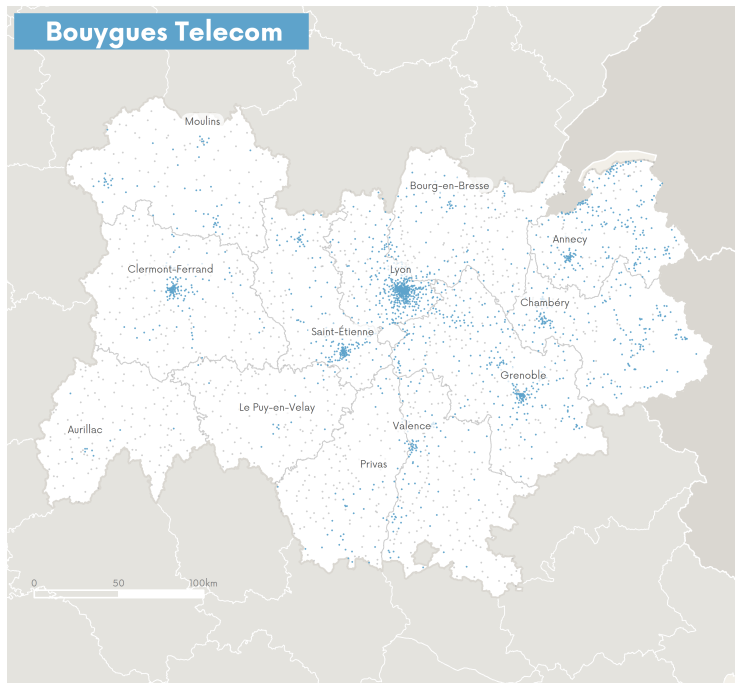 Bouygues Telecom
Moulins
Bourg-en-Bresse
Annecy
Clermont-Ferrand
Lyon
Chambéry
Saint-Étienne
Grenoble
Le Puy-en-Velay
Valence
Aurillac
Privas
0 50 100km